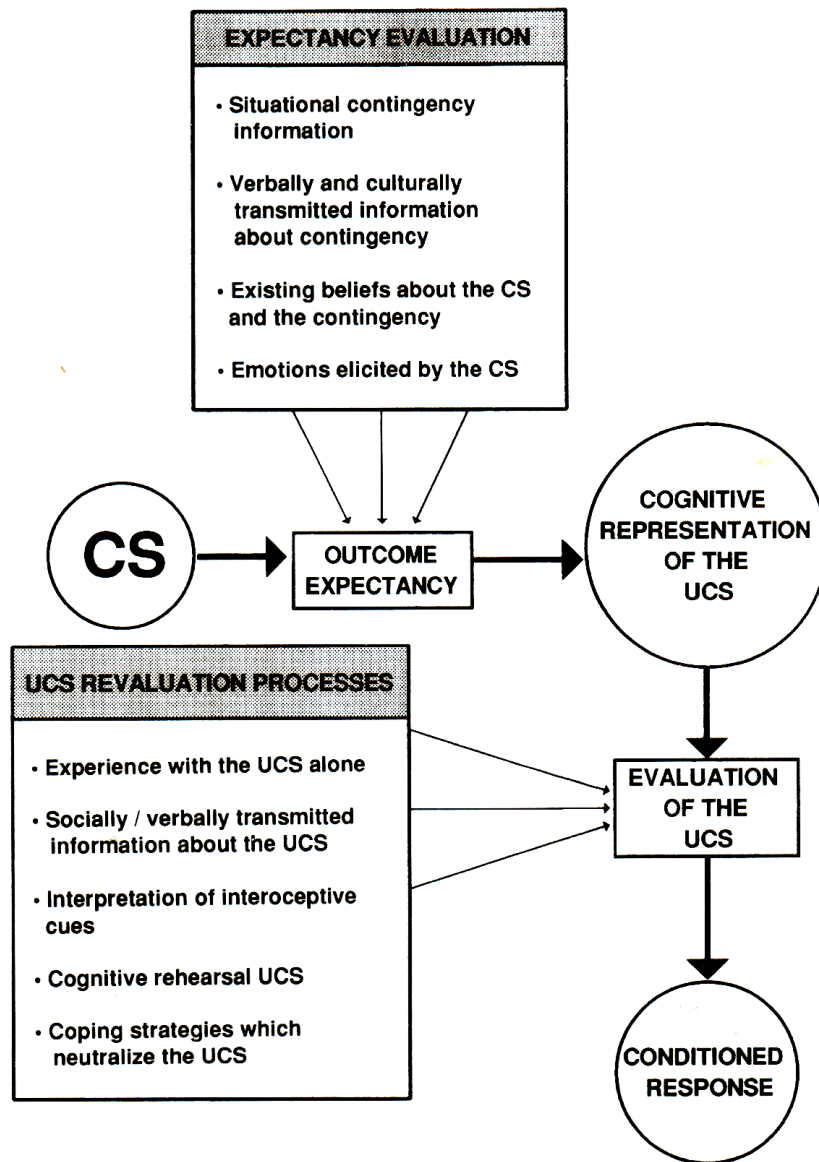 EXPECTANCY EVALUATION
• Situational contingency
information
• Verbally and culturally
transmitted information
about contingency
• Existing beliefs about the CS
and the contingency
• Emotions elicited by the CS
CS
OUTCOME
EXPECTANCY
COGNITIVE
REPRESENTATION
OF THE
UCS
UCS REVALUATION PROCESSES
• Experience with the UCS alone
• Socially / verbally transmitted
information about the UCS
• Interpretation of interoceptive
cues
• Cognitive rehearsal UCS
• Coping strategies which
neutralize the UCS
EVALUATION
OF THE
UCS
CONDITIONED
RESPONSE